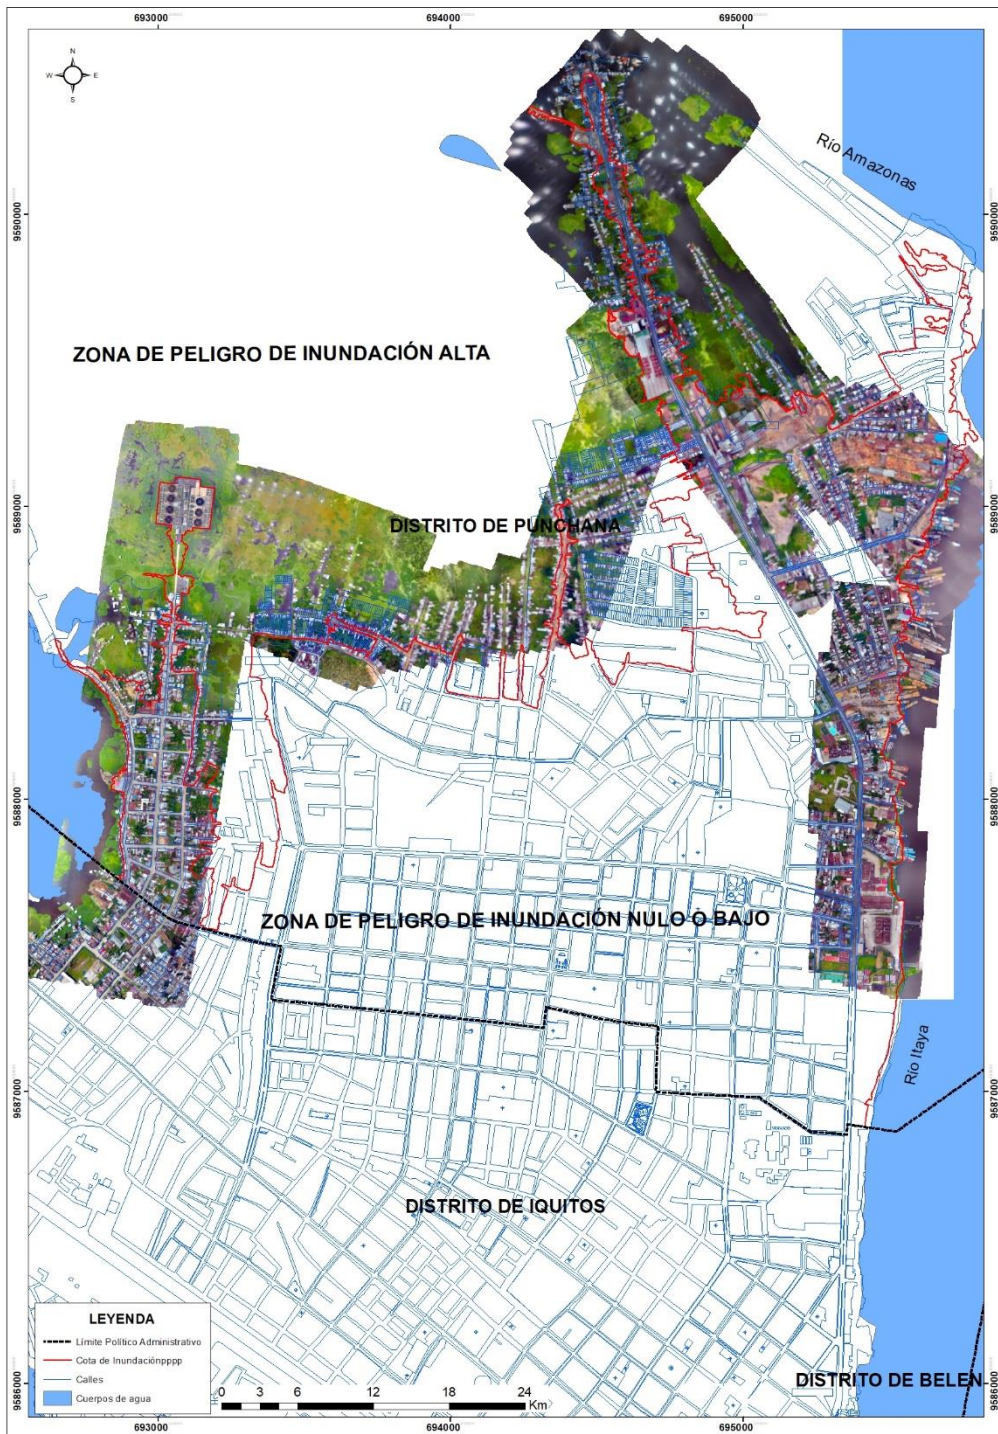 693000
694000
695000
N
W E
S
Río Amazonas
9690000
9690000
ZONA DE PELIGRO DE INUNDACIÓN ALTA
9589000
9589000
DISTRITO DE PUNCHANA
9588000
9588000
ZONA DE PELIGRO DE INUNDACIÓN NULO O BAJO
Río Itaya
9587000
9587000
DISTRITO DE IQUITOS
LEYENDA
Límite Político Administrativo
Cota de Inundaciónpppp
Calles
Cuerpos de agua
0 3 6 12 18 24
Km
DISTRITO DE BELEN
9586000
9586000
693000
694000
695000